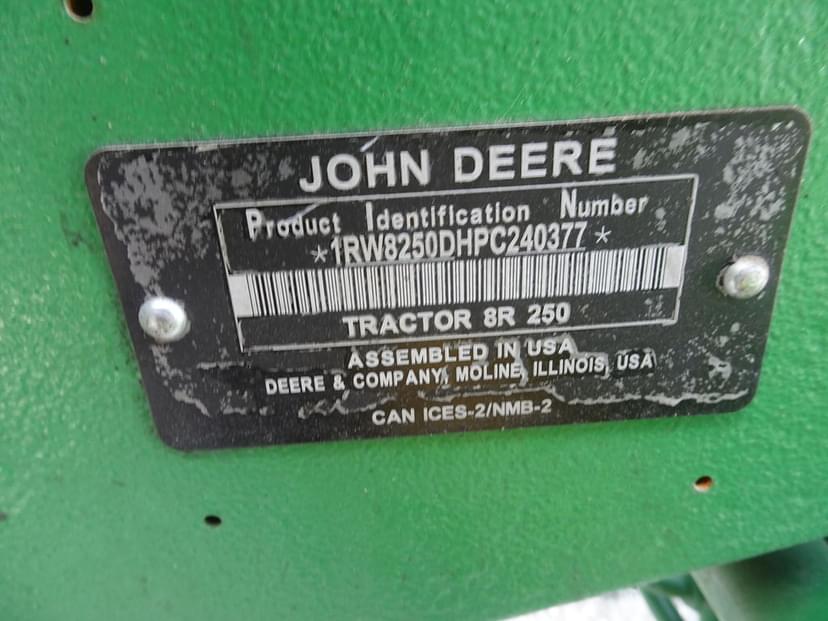 JOHN DEERE
Product Identification Number
*1RW8250DHPC240377*
TRACTOR 8R 250
ASSEMBLED IN USA
DEERE & COMPANY, MOLINE, ILLINOIS, USA
CAN ICES-2/NMB-2